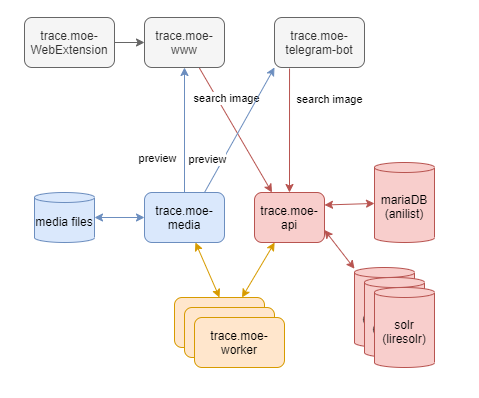 trace.moe-
WebExtension
trace.moe-
www
trace.moe-
telegram-bot
search image
search image
preview
preview
media files
trace.moe-
media
trace.moe-
api
mariaDB
(anilist)
trace.moe-
worker
solr
(liresolr)